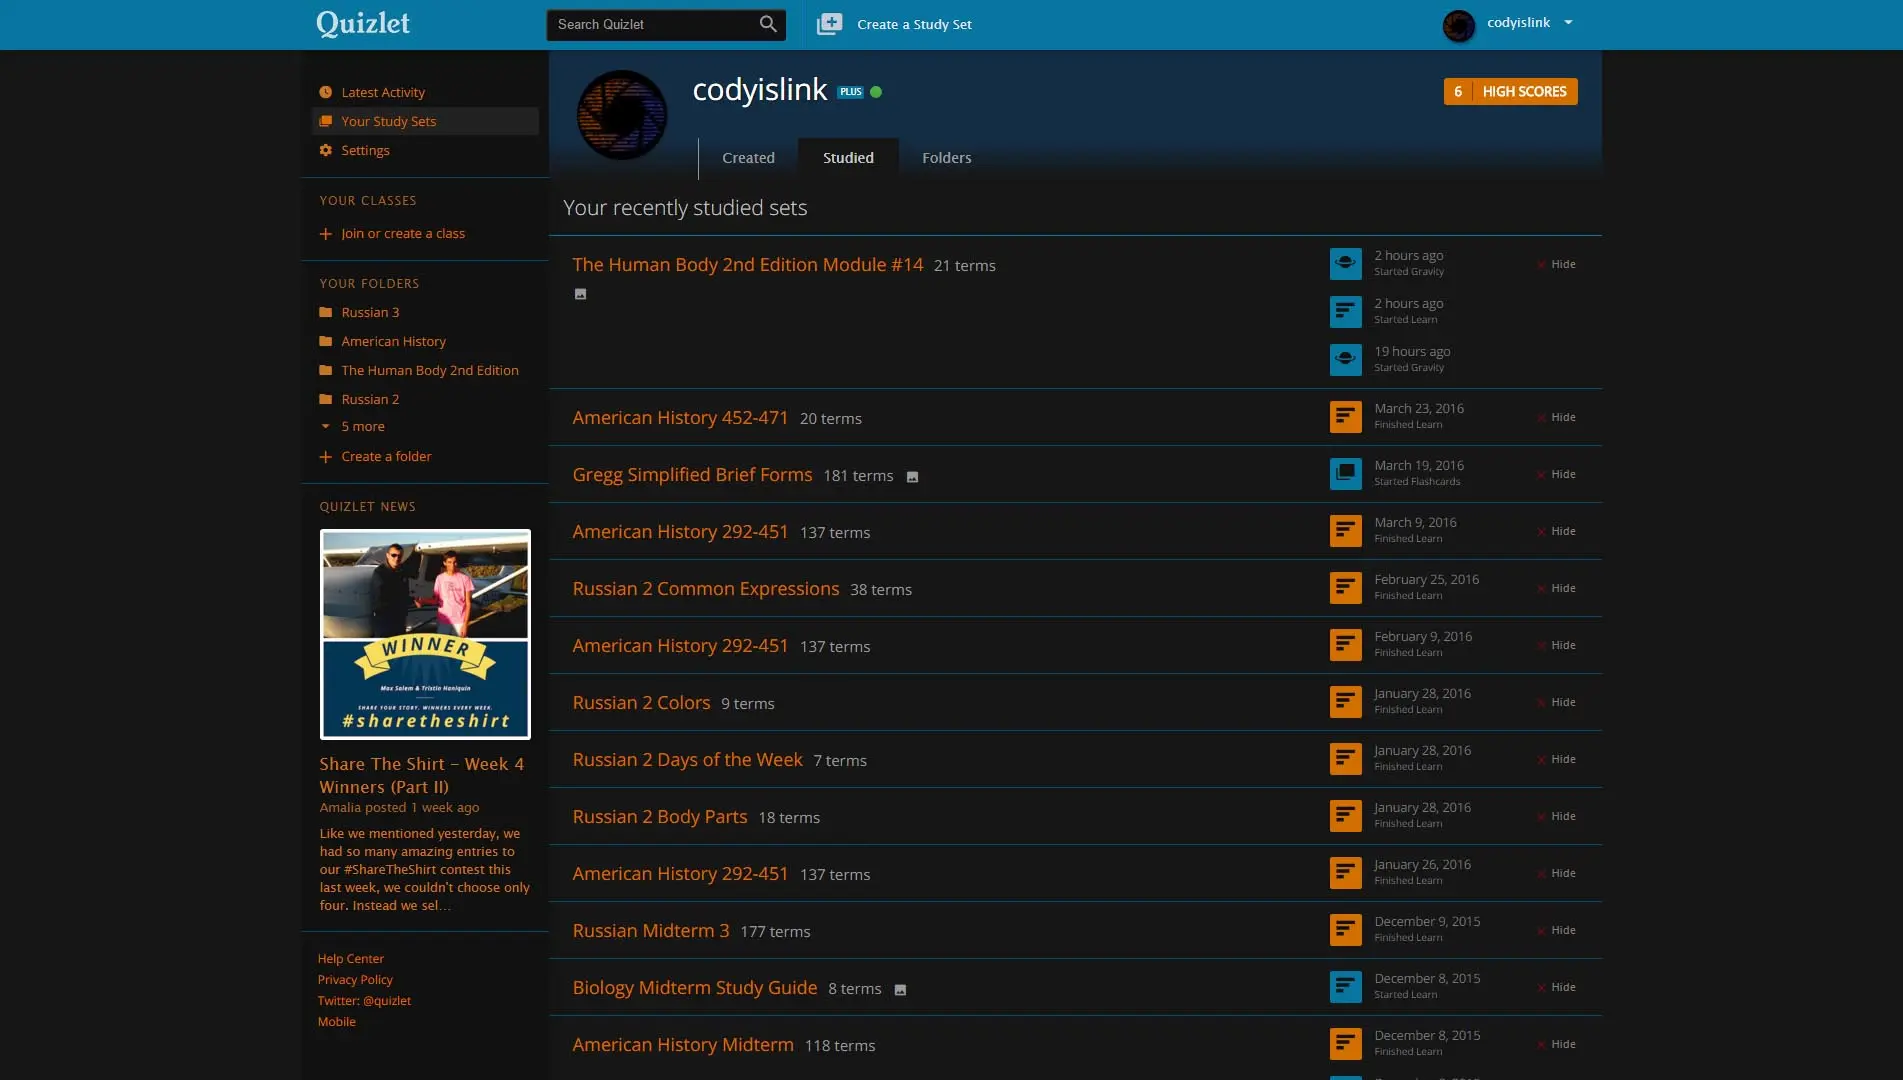 Quizlet
Search Quizlet
Create a Study Set
codyislink
Latest Activity
Your Study Sets
Settings
YOUR CLASSES
Join or create a class
YOUR FOLDERS
Russian 3
American History
The Human Body 2nd Edition
Russian 2
5 more
Create a folder
QUIZLET NEWS
WINNER
Max Salem & Tristin Haniquin
SHARE YOUR STORY. WINNERS EVERY WEEK.
#sharetheshirt
Share The Shirt – Week 4
Winners (Part II)
Amalia posted 1 week ago
Like we mentioned yesterday, we
had so many amazing entries to
our #ShareTheShirt contest this
last week, we couldn't choose only
four. Instead we sel...
Help Center
Privacy Policy
Twitter: @quizlet
Mobile
codyislink PLUS
6 HIGH SCORES
Created Studied Folders
Your recently studied sets
The Human Body 2nd Edition Module #14 21 terms
2 hours ago
Started Gravity
Hide
2 hours ago
Started Learn
19 hours ago
Started Gravity
American History 452-471 20 terms
March 23, 2016
Finished Learn
Hide
Gregg Simplified Brief Forms 181 terms
March 19, 2016
Started Flashcards
Hide
American History 292-451 137 terms
March 9, 2016
Finished Learn
Hide
Russian 2 Common Expressions 38 terms
February 25, 2016
Finished Learn
Hide
American History 292-451 137 terms
February 9, 2016
Finished Learn
Hide
Russian 2 Colors 9 terms
January 28, 2016
Finished Learn
Hide
Russian 2 Days of the Week 7 terms
January 28, 2016
Finished Learn
Hide
Russian 2 Body Parts 18 terms
January 28, 2016
Finished Learn
Hide
American History 292-451 137 terms
January 26, 2016
Finished Learn
Hide
Russian Midterm 3 177 terms
December 9, 2015
Finished Learn
Hide
Biology Midterm Study Guide 8 terms
December 8, 2015
Started Learn
Hide
American History Midterm 118 terms
December 8, 2015
Finished Learn
Hide